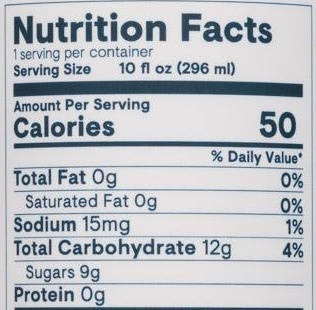 Nutrition Facts
1 serving per container
Serving Size 10 fl oz (296 ml)
Amount Per Serving
Calories 50
% Daily Value*
Total Fat 0g 0%
Saturated Fat 0g 0%
Sodium 15mg 1%
Total Carbohydrate 12g 4%
Sugars 9g
Protein 0g